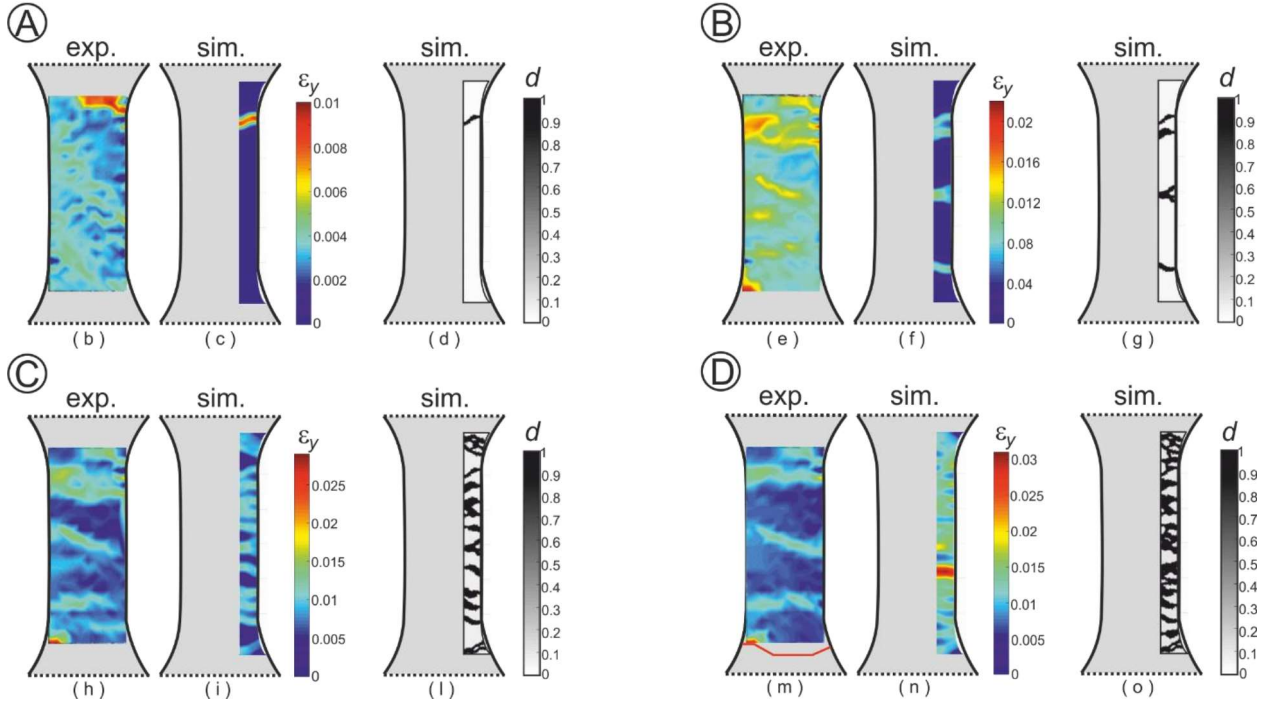 A
exp.
sim.
sim.
εy
0.01
0.008
0.006
0.004
0.002
0
d
1
0.9
0.8
0.7
0.6
0.5
0.4
0.3
0.2
0.1
0
( b )
( c )
( d )
B
exp.
sim.
sim.
εy
0.02
0.016
0.012
0.08
0.04
0
d
1
0.9
0.8
0.7
0.6
0.5
0.4
0.3
0.2
0.1
0
( e )
( f )
( g )
C
exp.
sim.
sim.
εy
0.025
0.02
0.015
0.01
0.005
0
d
1
0.9
0.8
0.7
0.6
0.5
0.4
0.3
0.2
0.1
0
( h )
( i )
( l )
D
exp.
sim.
sim.
εy
0.03
0.025
0.02
0.015
0.01
0.005
0
d
1
0.9
0.8
0.7
0.6
0.5
0.4
0.3
0.2
0.1
0
( m )
( n )
( o )